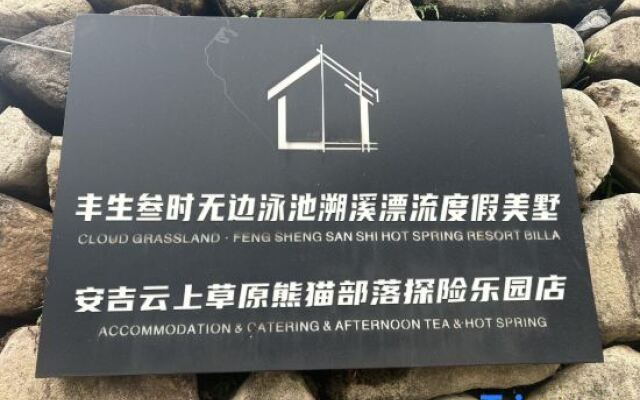 丰生叁时无边泳池溯溪漂流度假美墅
CLOUD GRASSLAND · FENG SHENG SAN SHI HOT SPRING RESORT BILLA
安吉云上草原熊猫部落探险乐园店
ACCOMMODATION & CATERING & AFTERNOON TEA & HOT SPRING